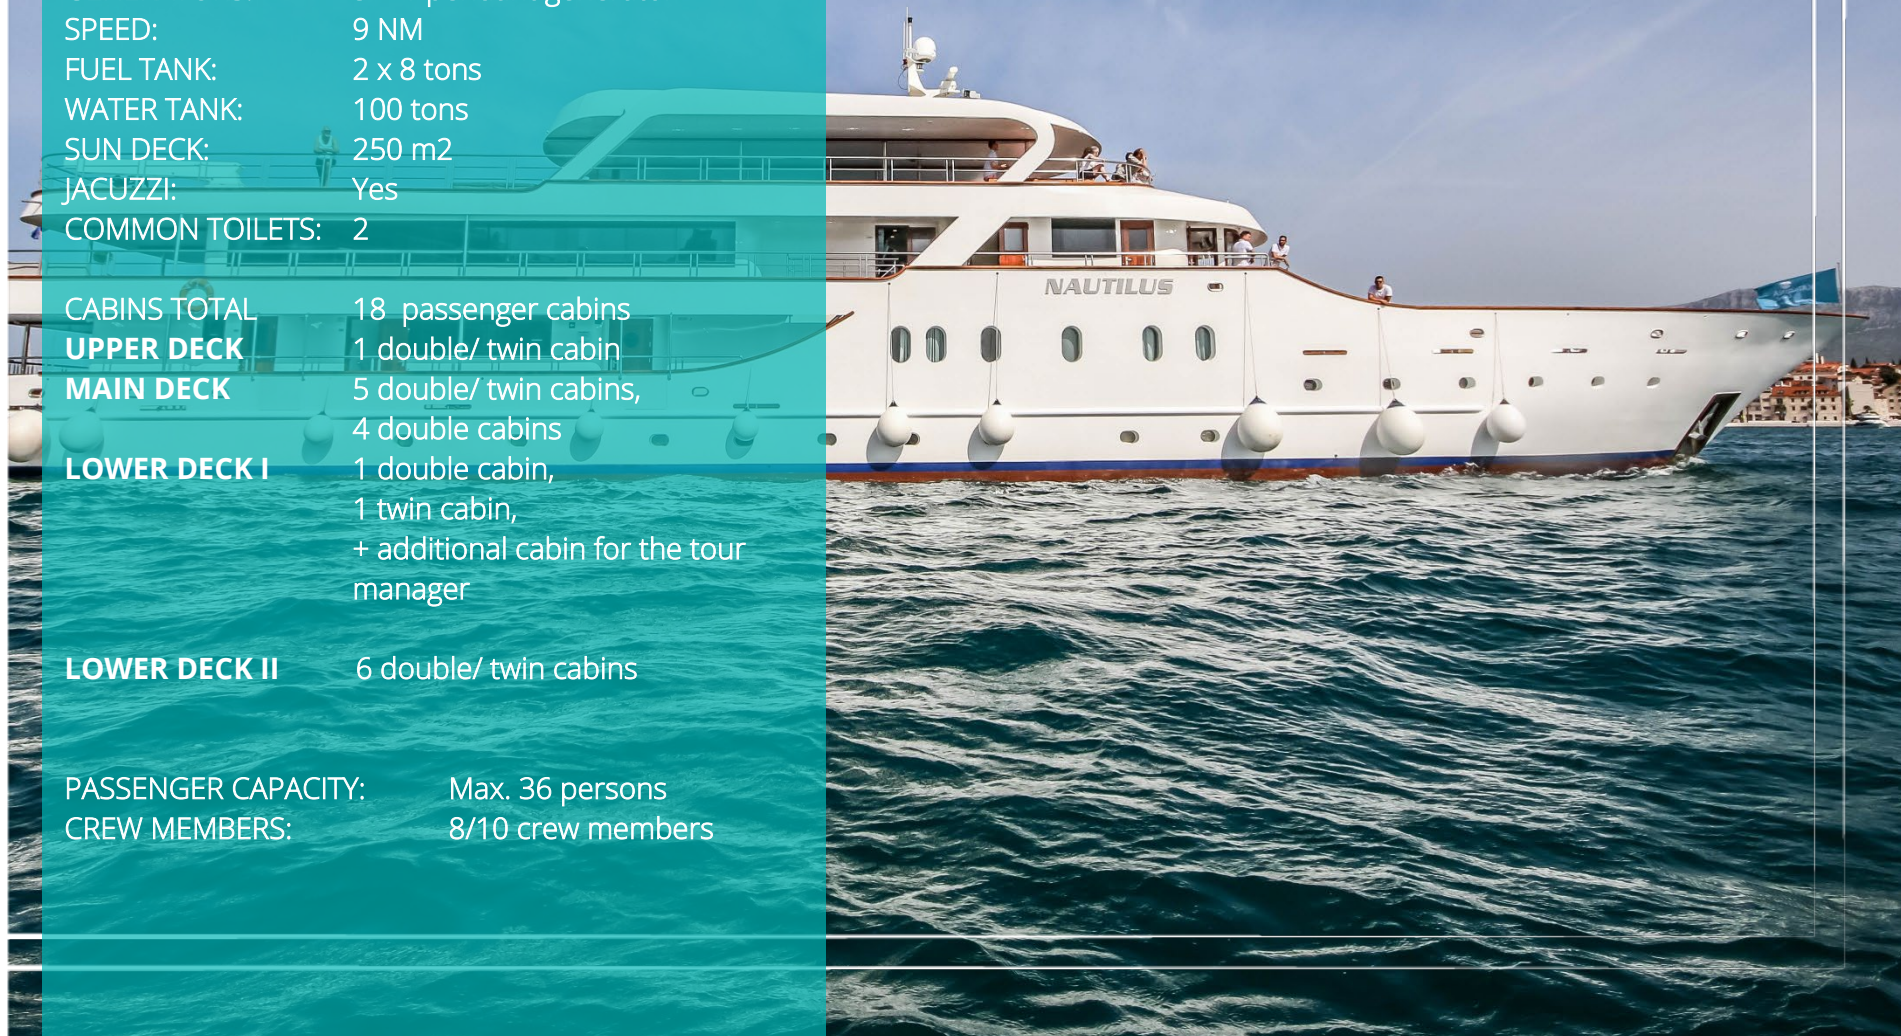 SPEED: 9 NM
FUEL TANK: 2 x 8 tons
WATER TANK: 100 tons
SUN DECK: 250 m2
JACUZZI: Yes
COMMON TOILETS: 2
CABINS TOTAL 18 passenger cabins
UPPER DECK 1 double/ twin cabin
MAIN DECK 5 double/ twin cabins,
4 double cabins
LOWER DECK I 1 double cabin,
1 twin cabin,
+ additional cabin for the tour
manager
LOWER DECK II 6 double/ twin cabins
PASSENGER CAPACITY: Max. 36 persons
CREW MEMBERS: 8/10 crew members
NAUTILUS